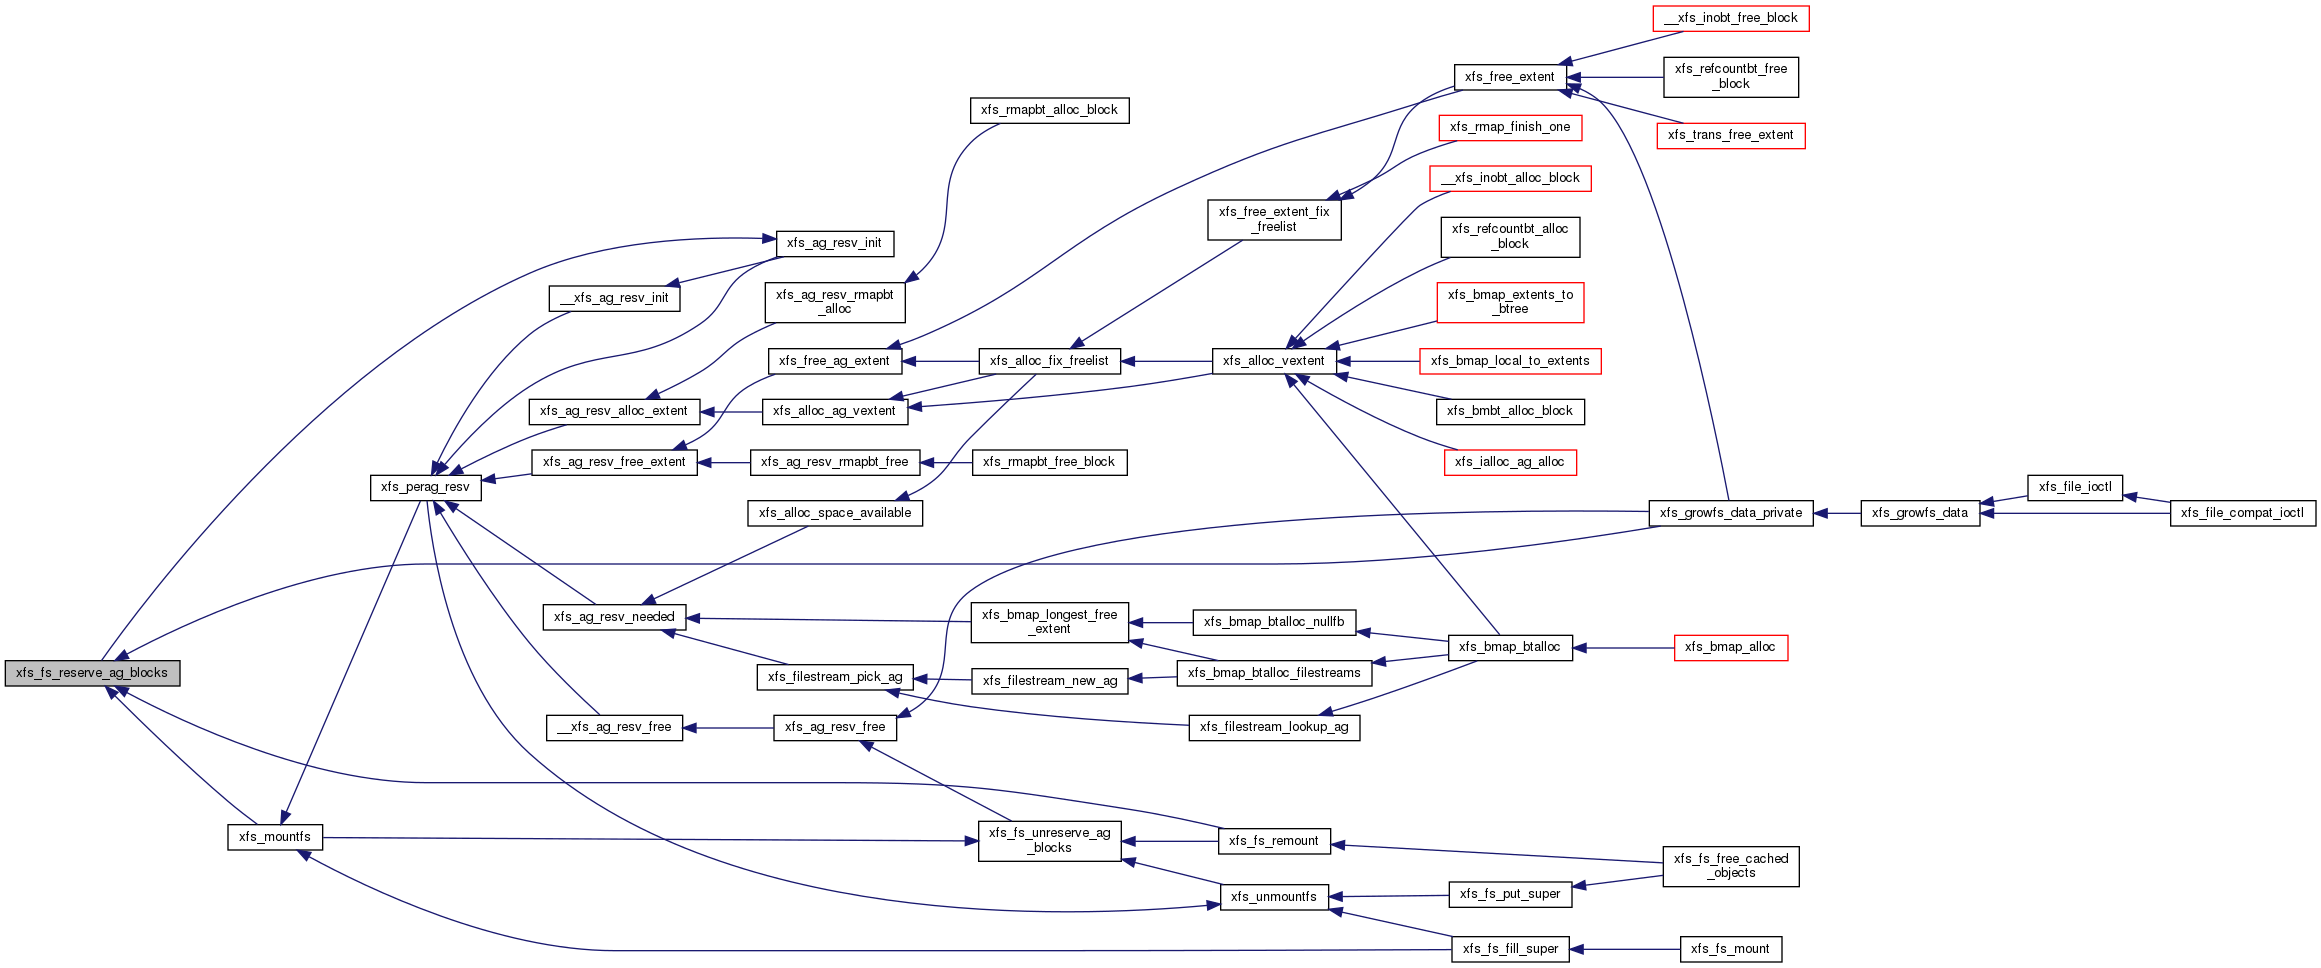 __xfs_inobt_free_block
xfs_free_extent
xfs_refcountbt_free
_block
xfs_rmapbt_alloc_block
xfs_rmap_finish_one
xfs_trans_free_extent
__xfs_inobt_alloc_block
xfs_free_extent_fix
_freelist
xfs_refcountbt_alloc
_block
xfs_ag_resv_init
__xfs_ag_resv_init
xfs_ag_resv_rmapbt
_alloc
xfs_bmap_extents_to
_btree
xfs_free_ag_extent
xfs_alloc_fix_freelist
xfs_alloc_vextent
xfs_bmap_local_to_extents
xfs_ag_resv_alloc_extent
xfs_alloc_ag_vextent
xfs_bmbt_alloc_block
xfs_ag_resv_free_extent
xfs_ag_resv_rmapbt_free
xfs_rmapbt_free_block
xfs_ialloc_ag_alloc
xfs_perag_resv
xfs_file_ioctl
xfs_alloc_space_available
xfs_growfs_data_private
xfs_growfs_data
xfs_file_compat_ioctl
xfs_ag_resv_needed
xfs_bmap_longest_free
_extent
xfs_bmap_btalloc_nullfb
xfs_bmap_btalloc
xfs_bmap_alloc
xfs_fs_reserve_ag_blocks
xfs_filestream_pick_ag
xfs_filestream_new_ag
xfs_bmap_btalloc_filestreams
__xfs_ag_resv_free
xfs_ag_resv_free
xfs_filestream_lookup_ag
xfs_mountfs
xfs_fs_unreserve_ag
_blocks
xfs_fs_remount
xfs_fs_free_cached
_objects
xfs_unmountfs
xfs_fs_put_super
xfs_fs_fill_super
xfs_fs_mount